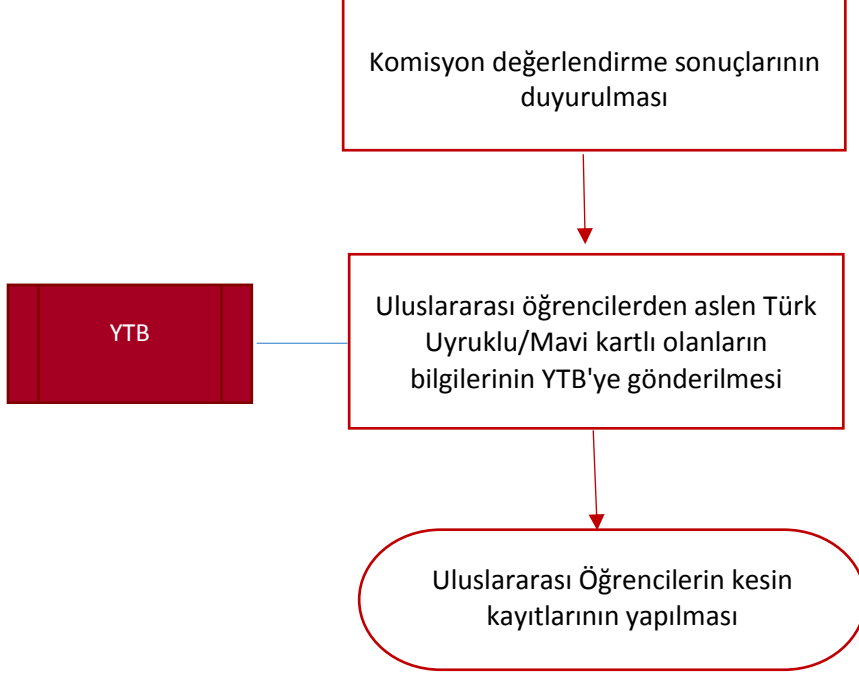 Komisyon değerlendirme sonuçlarının
duyurulması
YTB
Uluslararası öğrencilerden aslen Türk
Uyruklu/Mavi kartlı olanların
bilgilerinin YTB'ye gönderilmesi
Uluslararası Öğrencilerin kesin
kayıtlarının yapılması